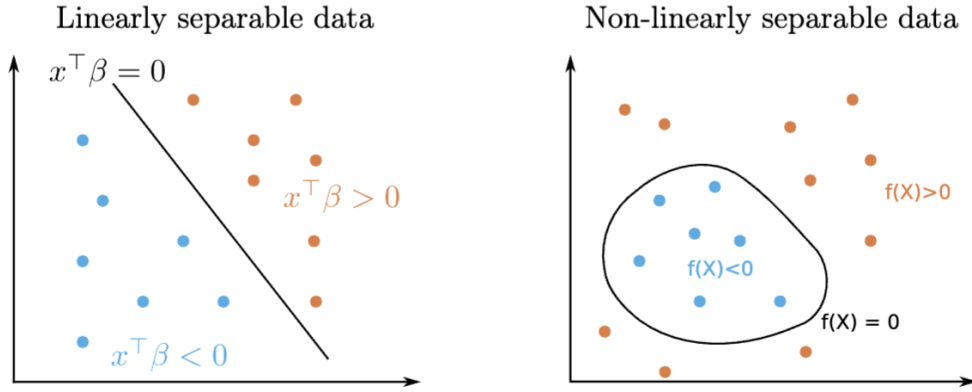 Linearly separable data
x⊤β = 0
x⊤β > 0
x⊤β < 0
Non-linearly separable data
f(X)>0
f(X)<0
f(X) = 0